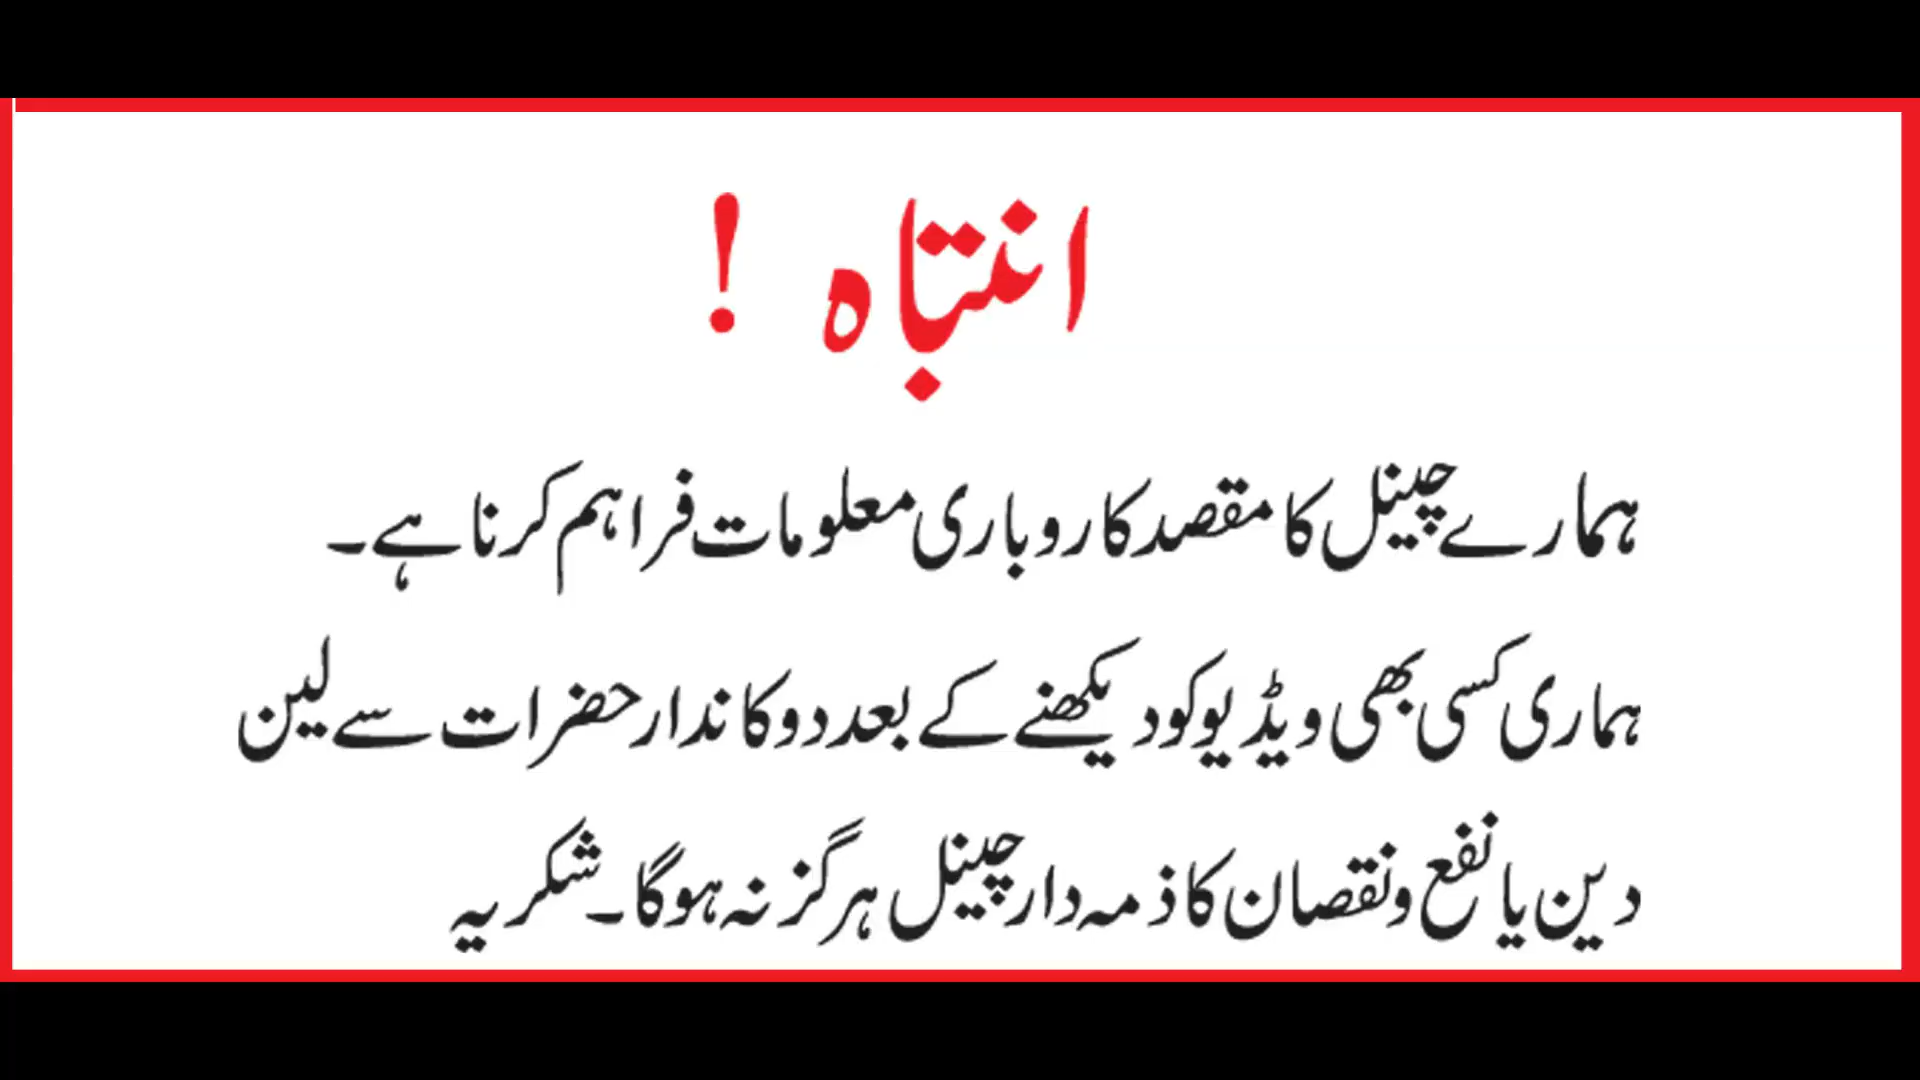 انتباہ !
ہمارے چینل کا مقصد کاروباری معلومات فراہم کرنا ہے۔
ہماری کسی بھی ویڈیو کو دیکھنے کے بعد دوکاندار حضرات سے لین
دین یا نفع و نقصان کا ذمہ دار چینل ہرگز نہ ہوگا۔ شکریہ